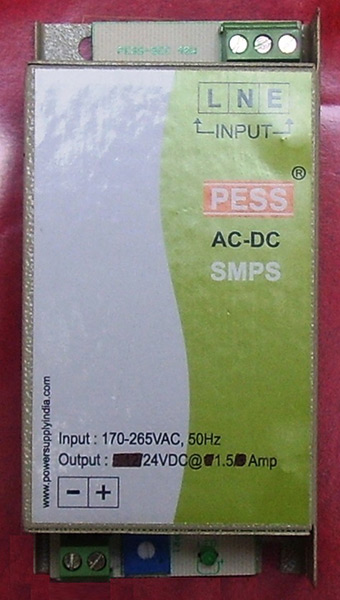 L N E
INPUT
®
PESS
AC-DC
SMPS
www.powersupplyindia.com
Input : 170-265VAC, 50Hz
Output : 24VDC@ 1.5 Amp
- +